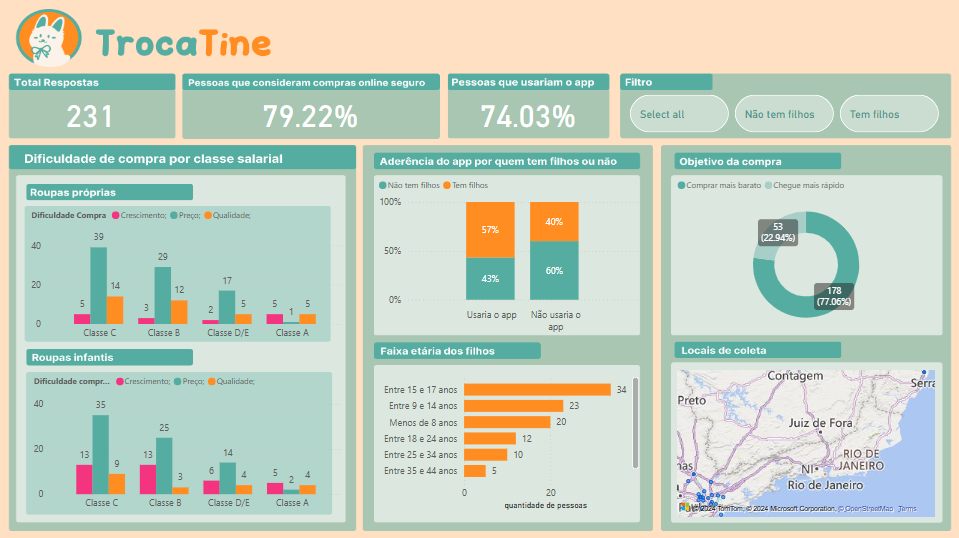 TrocaTine
Total Respostas
231
Pessoas que consideram compras online seguro
79.22%
Pessoas que usariam o app
74.03%
Filtro
Select all
Não tem filhos
Tem filhos
Dificuldade de compra por classe salarial
Roupas próprias
Dificuldade Compra Crescimento; Preço; Qualidade;
40
20
0
5 39 14
3 29 12
2 17 5
5 1 5
Classe C Classe B Classe D/E Classe A
Roupas infantis
Dificuldade compr... Crescimento; Preço; Qualidade;
40
20
0
13 35 9
13 25 3
6 14 4
5 2 4
Classe C Classe B Classe D/E Classe A
Aderência do app por quem tem filhos ou não
Não tem filhos Tem filhos
100%
50%
0%
57% 40%
43% 60%
Usaria o app Não usaria o
app
Faixa etária dos filhos
Entre 15 e 17 anos 34
Entre 9 e 14 anos 23
Menos de 8 anos 20
Entre 18 e 24 anos 12
Entre 25 e 34 anos 10
Entre 35 e 44 anos 5
0 20
quantidade de pessoas
Objetivo da compra
Comprar mais barato Chegue mais rápido
53
(22.94%)
178
(77.06%)
Locais de coleta
Contagem
Serra
Preto
Juiz de Fora
RIO DE
JANEIRO
nas
NI
Rio de Janeiro
© 2024 TomTom, © 2024 Microsoft Corporation, © OpenStreetMap Terms